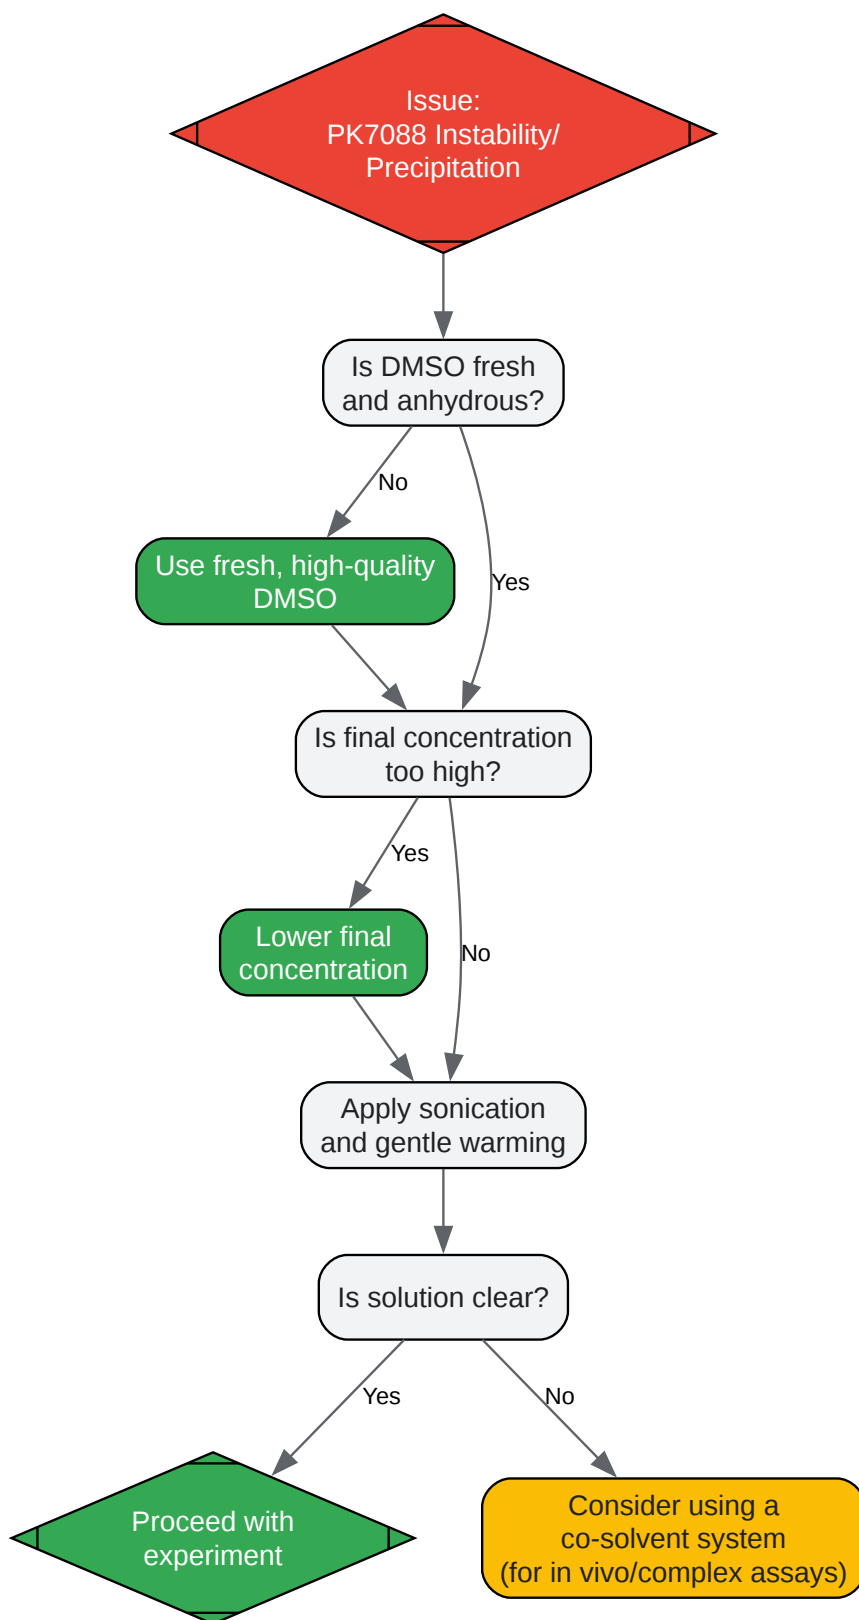 Issue:
PK7088 Instability/
Precipitation
Is DMSO fresh
and anhydrous?
No
Use fresh, high-quality
DMSO
Yes
Is final concentration
too high?
Yes
Lower final
concentration
No
Apply sonication
and gentle warming
Is solution clear?
Yes
No
Proceed with
experiment
Consider using a
co-solvent system
(for in vivo/complex assays)